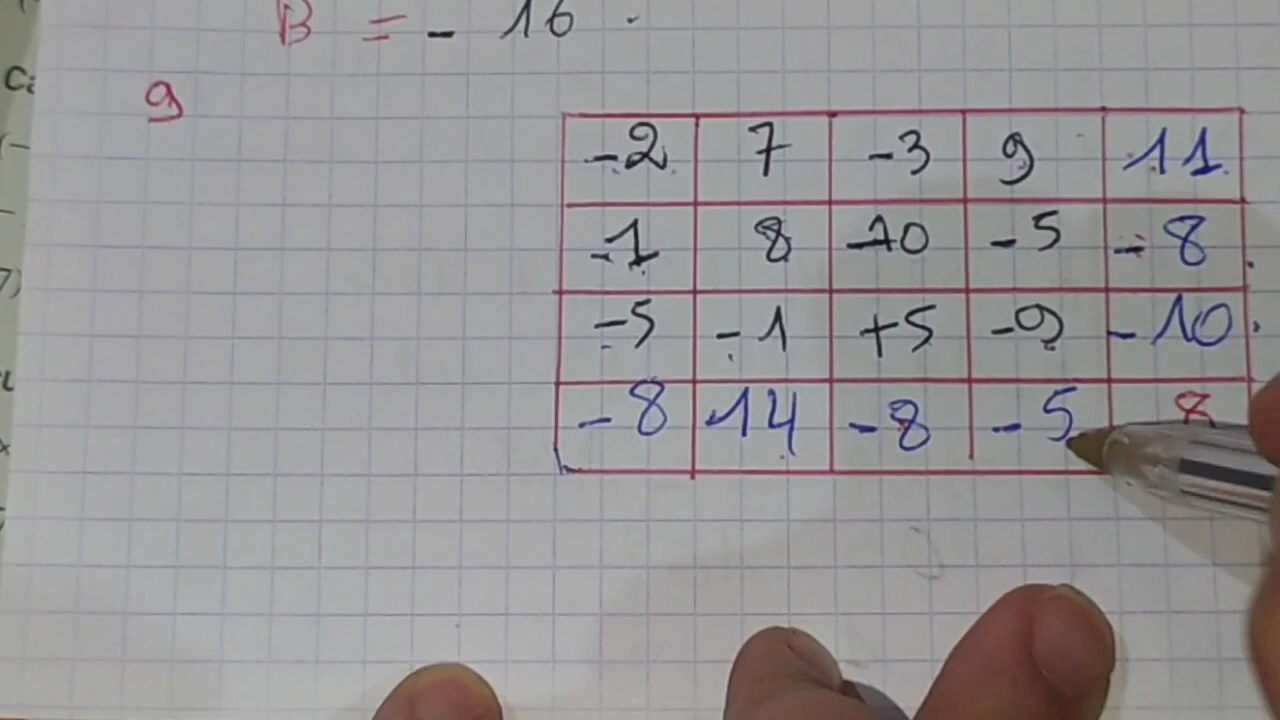 B = - 16
9
-2 7 -3 9 11
-1 8 -10 -5 -8
-5 -1 +5 -9 -10
-8 14 -8 -5 8